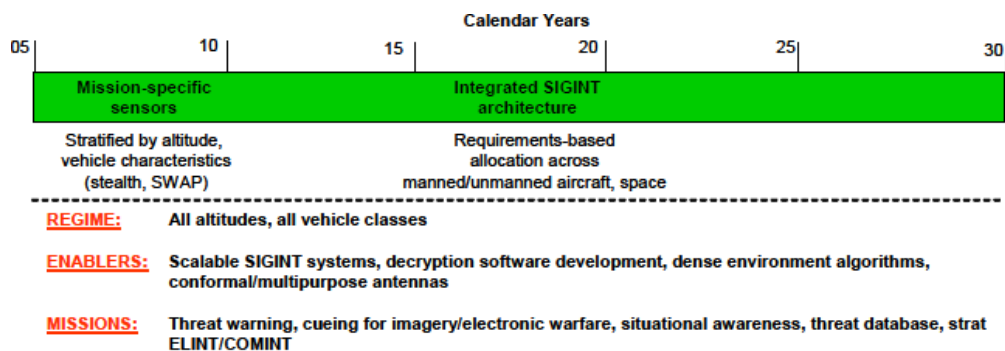 Calendar Years
05 10 15 20 25 30
Mission-specific Integrated SIGINT
sensors architecture
Stratified by altitude, Requirements-based
vehicle characteristics allocation across
(stealth, SWAP) manned/unmanned aircraft, space
REGIME: All altitudes, all vehicle classes
ENABLERS: Scalable SIGINT systems, decryption software development, dense environment algorithms,
conformal/multipurpose antennas
MISSIONS: Threat warning, cueing for imagery/electronic warfare, situational awareness, threat database, strat
ELINT/COMINT